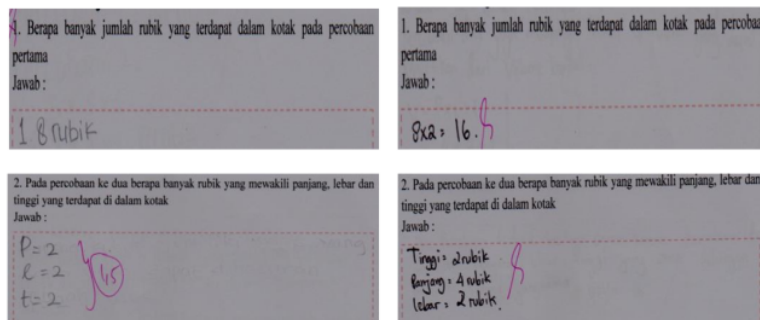 1. Berapa banyak jumlah rubik yang terdapat dalam kotak pada percobaan
pertama
Jawab :
1 8 rubik
1. Berapa banyak jumlah rubik yang terdapat dalam kotak pada percobaa
pertama
Jawab :
8x2= 16.
2. Pada percobaan ke dua berapa banyak rubik yang mewakili panjang, lebar dan
tinggi yang terdapat di dalam kotak
Jawab :
P=2
l=2
t=2
1,5
2. Pada percobaan ke dua berapa banyak rubik yang mewakili panjang, lebar dan
tinggi yang terdapat di dalam kotak
Jawab :
Tinggi= 2 rubik
Panjang= 4 rubik
lebar= 2 rubik.